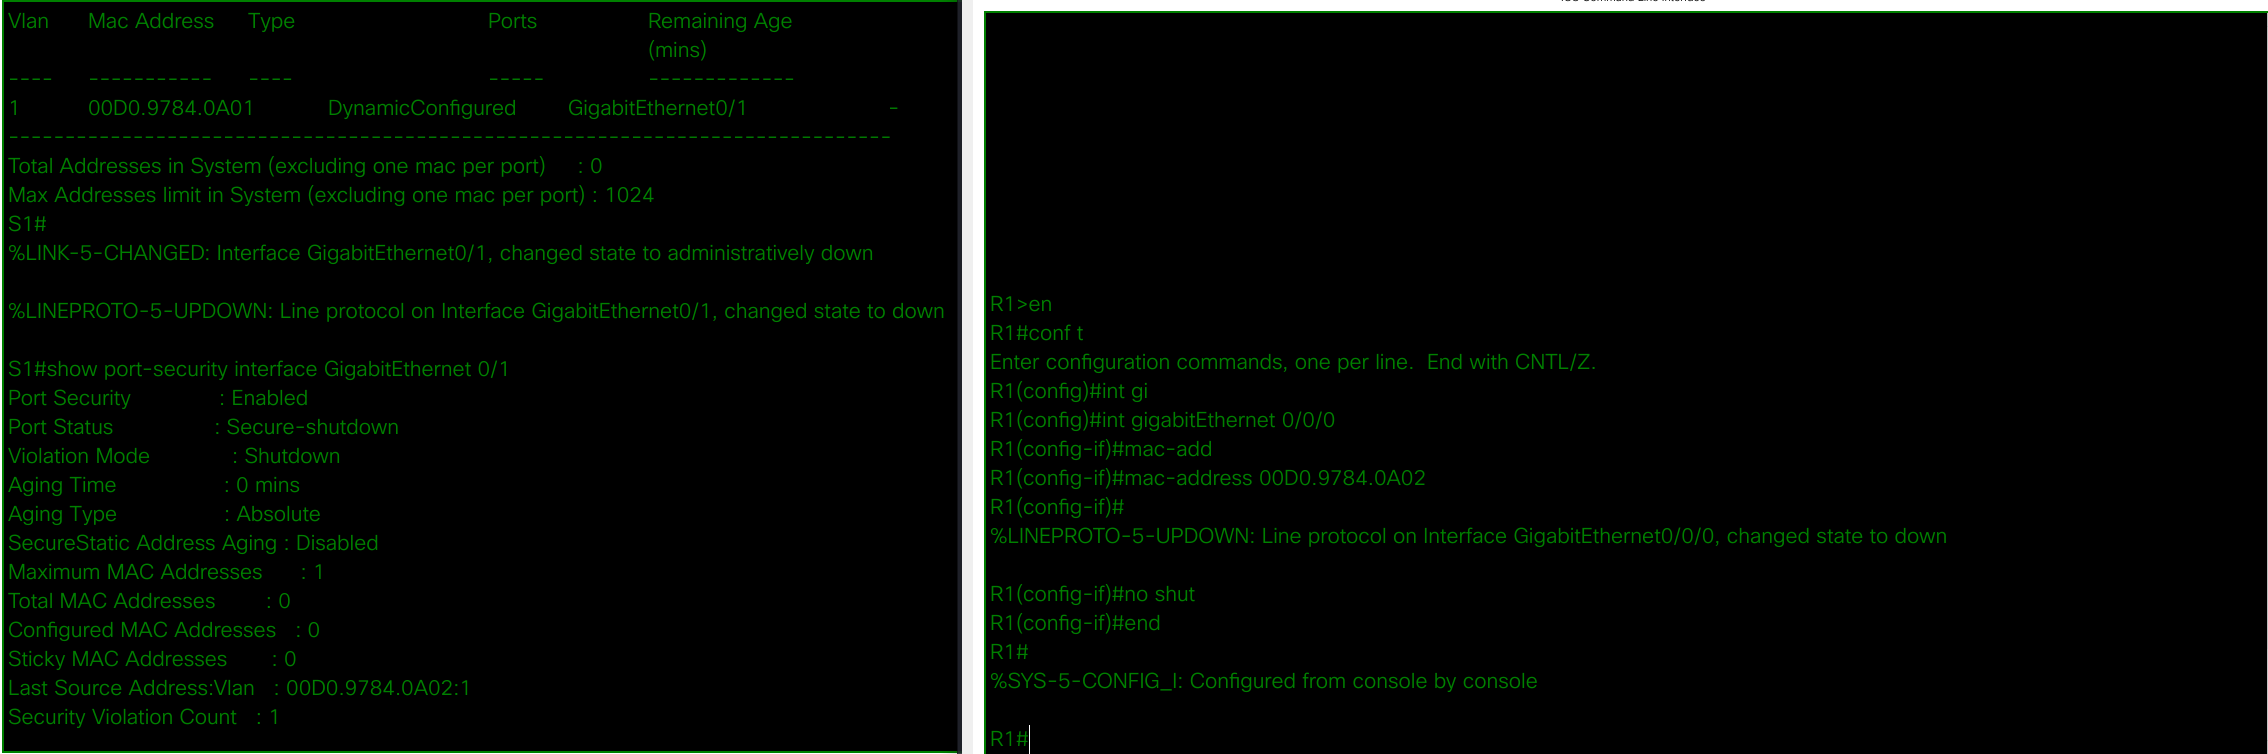 Vlan Mac Address Type Ports Remaining Age
(mins)
---- ----------- ---- ----- -------------
1 00D0.9784.0A01 DynamicConfigured GigabitEthernet0/1 -
------------------------------------------------------------------------------
Total Addresses in System (excluding one mac per port) : 0
Max Addresses limit in System (excluding one mac per port) : 1024
S1#
%LINK-5-CHANGED: Interface GigabitEthernet0/1, changed state to administratively down
%LINEPROTO-5-UPDOWN: Line protocol on Interface GigabitEthernet0/1, changed state to down
S1#show port-security interface GigabitEthernet 0/1
Port Security : Enabled
Port Status : Secure-shutdown
Violation Mode : Shutdown
Aging Time : 0 mins
Aging Type : Absolute
SecureStatic Address Aging : Disabled
Maximum MAC Addresses : 1
Total MAC Addresses : 0
Configured MAC Addresses : 0
Sticky MAC Addresses : 0
Last Source Address:Vlan : 00D0.9784.0A02:1
Security Violation Count : 1
R1>en
R1#conf t
Enter configuration commands, one per line. End with CNTL/Z.
R1(config)#int gi
R1(config)#int gigabitEthernet 0/0/0
R1(config-if)#mac-add
R1(config-if)#mac-address 00D0.9784.0A02
R1(config-if)#
%LINEPROTO-5-UPDOWN: Line protocol on Interface GigabitEthernet0/0/0, changed state to down
R1(config-if)#no shut
R1(config-if)#end
R1#
%SYS-5-CONFIG_I: Configured from console by console
R1#